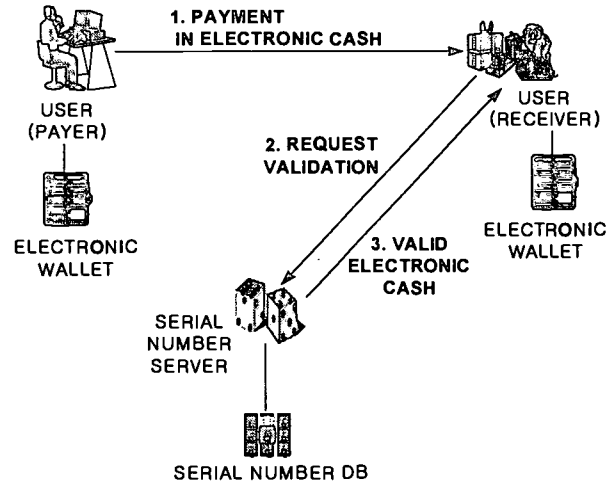 1. PAYMENT
IN ELECTRONIC CASH
USER
(PAYER)
USER
(RECEIVER)
2. REQUEST
VALIDATION
ELECTRONIC
WALLET
ELECTRONIC
WALLET
3. VALID
ELECTRONIC
CASH
SERIAL
NUMBER
SERVER
SERIAL NUMBER DB